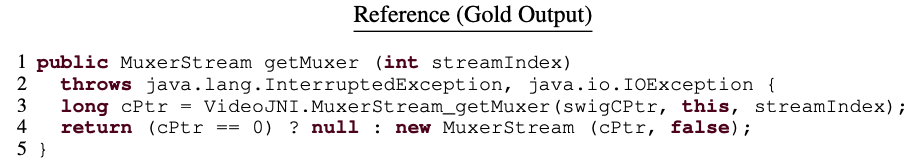 Reference (Gold Output)
1 public MuxerStream getMuxer (int streamIndex)
2 throws java.lang.InterruptedException, java.io.IOException {
3 long cPtr = VideoJNI.MuxerStream_getMuxer(swigCPtr, this, streamIndex);
4 return (cPtr == 0) ? null : new MuxerStream (cPtr, false);
5 }